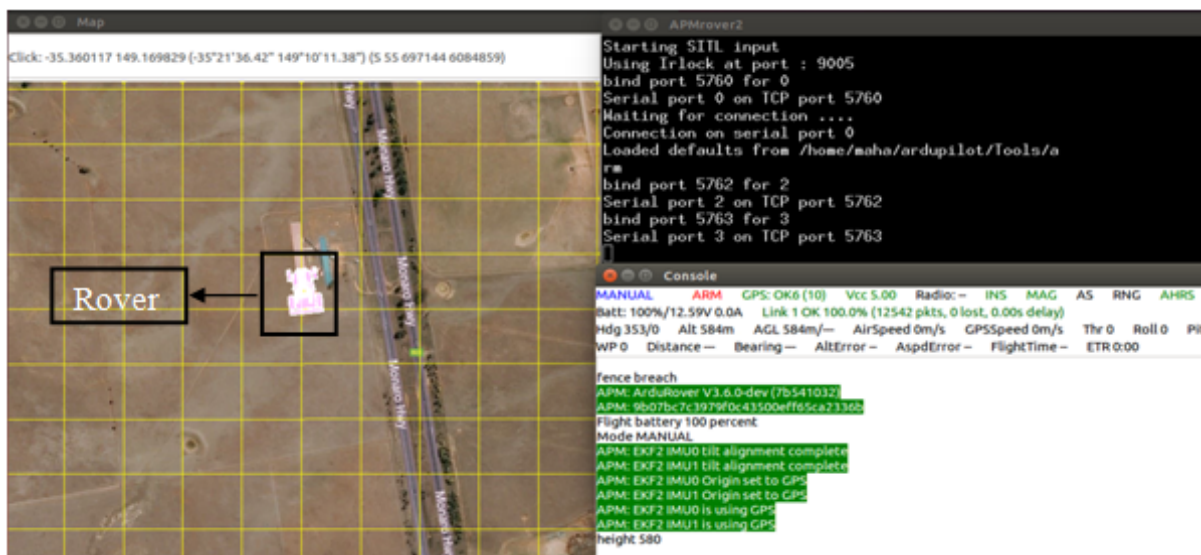 Map
Click: -35.360117 149.169829 (-35°21'36.42" 149°10'11.38") (S 55 697144 6084859)
Hwy
Monaro Hwy
Monaro Hwy
Monaro Hwy
Monaro Hwy
Rover
APMrover2
Starting SITL input
Using Irlock at port : 9005
bind port 5760 for 0
Serial port 0 on TCP port 5760
Waiting for connection ....
Connection on serial port 0
Loaded defaults from /home/maha/ardupilot/Tools/a
rm
bind port 5762 for 2
Serial port 2 on TCP port 5762
bind port 5763 for 3
Serial port 3 on TCP port 5763
Console
MANUAL ARM GPS: OK6 (10) Vcc 5.00 Radio: -- INS MAG AS RNG AHRS
Batt: 100%/12.59V 0.0A Link 1 OK 100.0% (12542 pkts, 0 lost, 0.00s delay)
Hdg 353/0 Alt 584m AGL 584m/--- AirSpeed 0m/s GPSSpeed 0m/s Thr 0 Roll 0
WP 0 Distance --- Bearing --- AltError -- AspdError -- FlightTime -- ETR 0:00
fence breach
APM: ArduRover V3.6.0-dev (7b541032)
APM: 9b07bc7c3979f0c43500eff65ca2336b
Flight battery 100 percent
Mode MANUAL
APM: EKF2 IMU0 tilt alignment complete
APM: EKF2 IMU1 tilt alignment complete
APM: EKF2 IMU0 Origin set to GPS
APM: EKF2 IMU1 Origin set to GPS
APM: EKF2 IMU0 is using GPS
APM: EKF2 IMU1 is using GPS
height 580